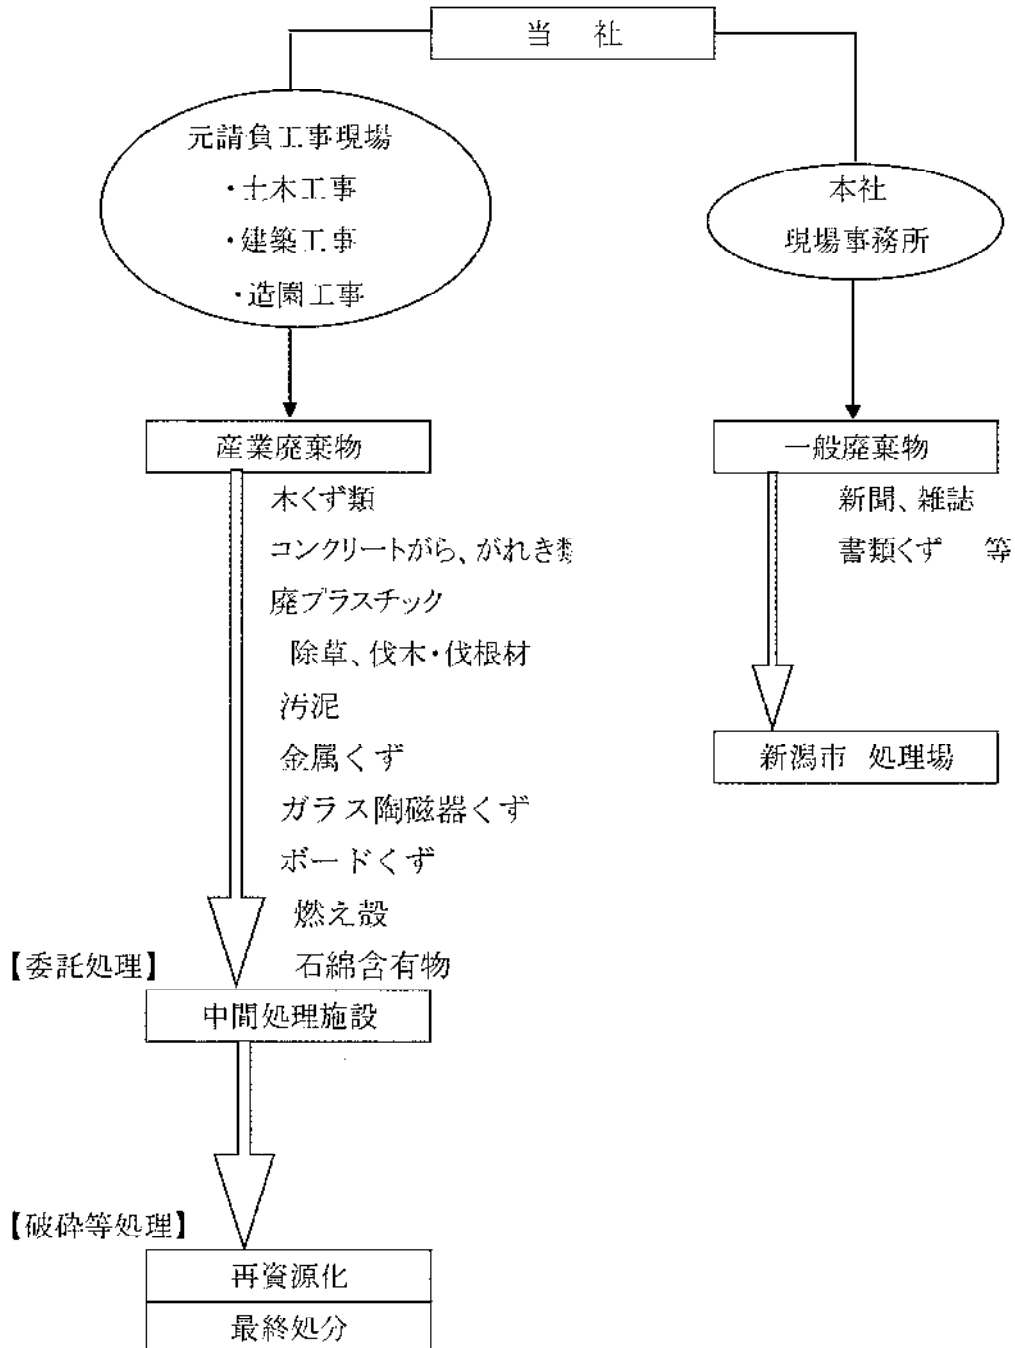 当 社
元請負工事現場
・土木工事
・建築工事
・造園工事
本社
現場事務所
産業廃棄物
木くず類
コンクリートがら、がれき類
廃プラスチック
除草、伐木・伐根材
汚泥
金属くず
ガラス陶磁器くず
ボードくず
燃え殻
石綿含有物
【委託処理】
中間処理施設
【破砕等処理】
再資源化
最終処分
一般廃棄物
新聞、雑誌
書類くず 等
新潟市 処理場